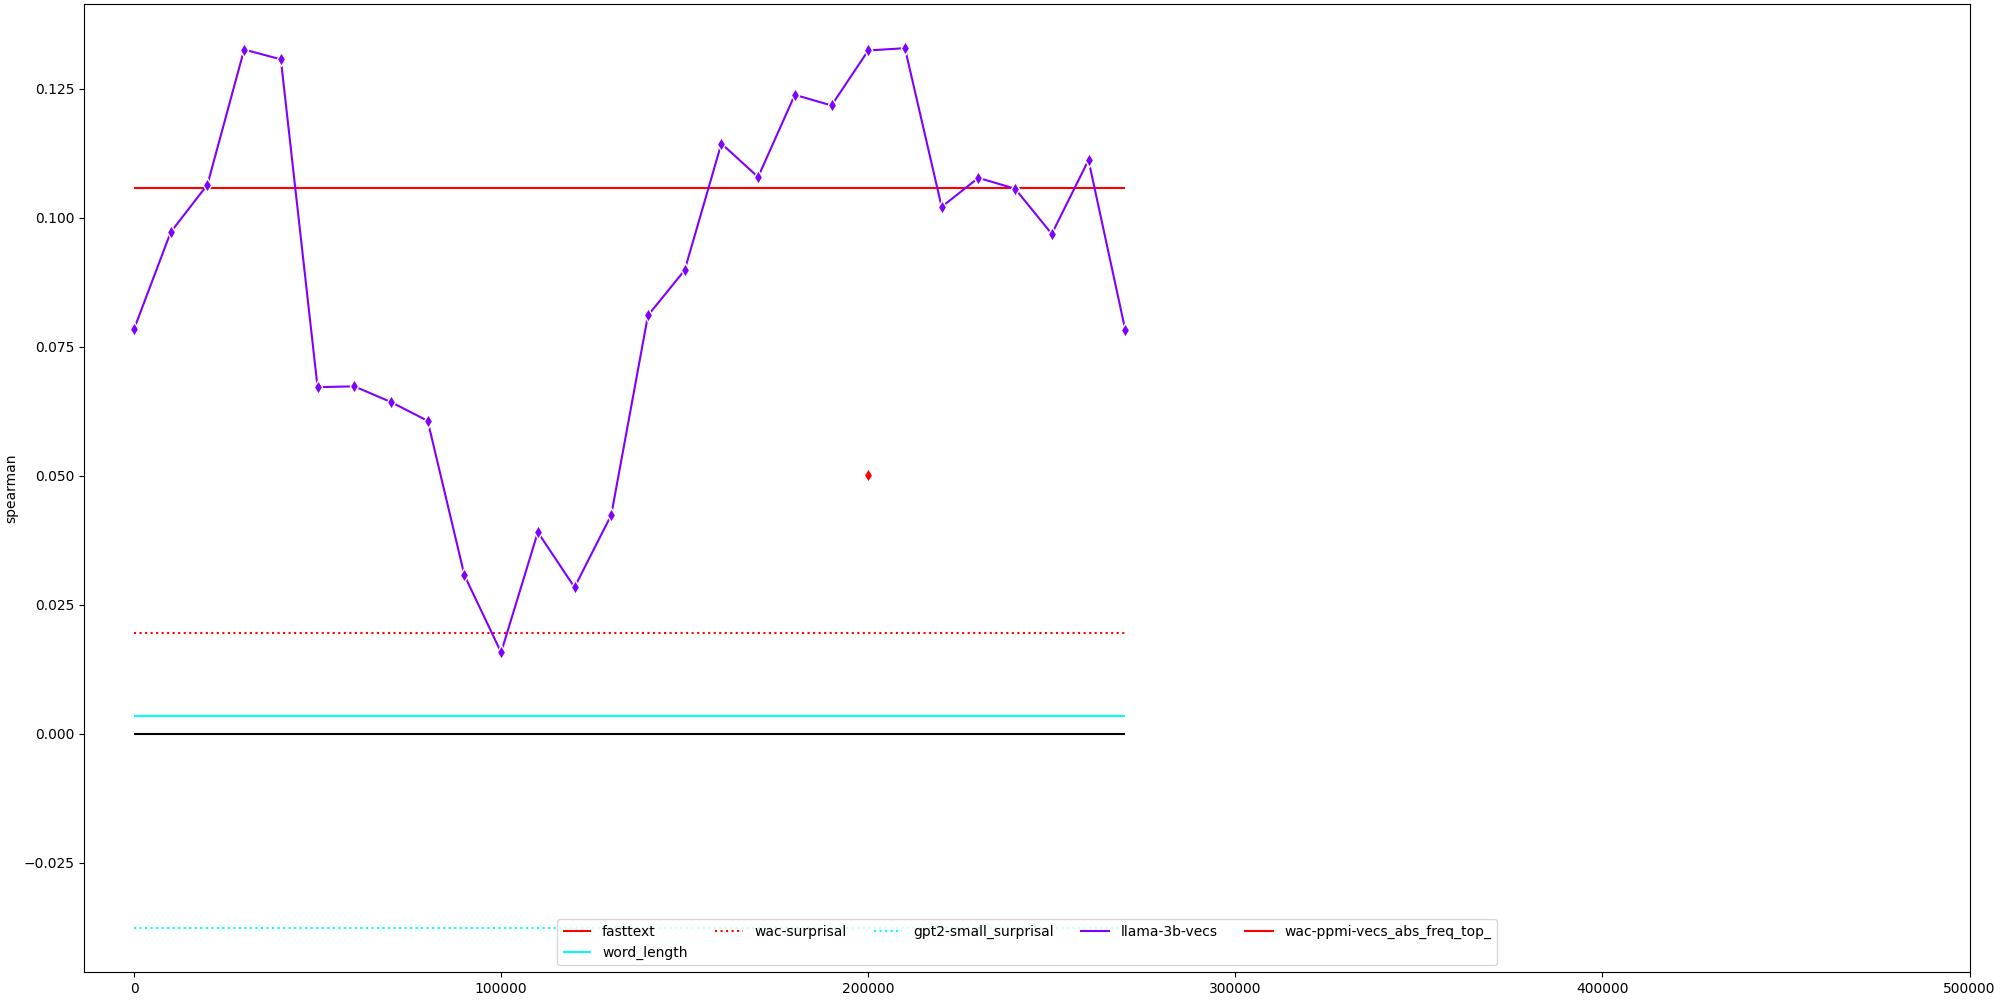 0.125
0.100
0.075
0.050
0.025
0.000
−0.025
spearman
fasttext wac-surprisal gpt2-small_surprisal llama-3b-vecs wac-ppmi-vecs_abs_freq_top_
word_length
0 100000 200000 300000 400000 500000